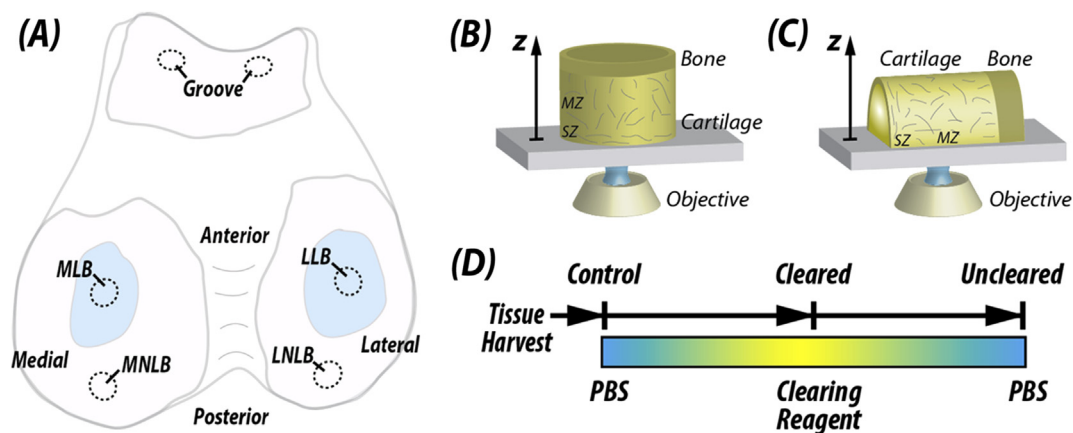 (A)
Groove
Anterior
MLB
LLB
Medial
MNLB
LNLB
Lateral
Posterior
(B)
z
Bone
MZ
SZ
Cartilage
Objective
(C)
z
Cartilage
Bone
SZ
MZ
Objective
(D)
Control
Cleared
Uncleared
Tissue
Harvest
PBS
Clearing
Reagent
PBS